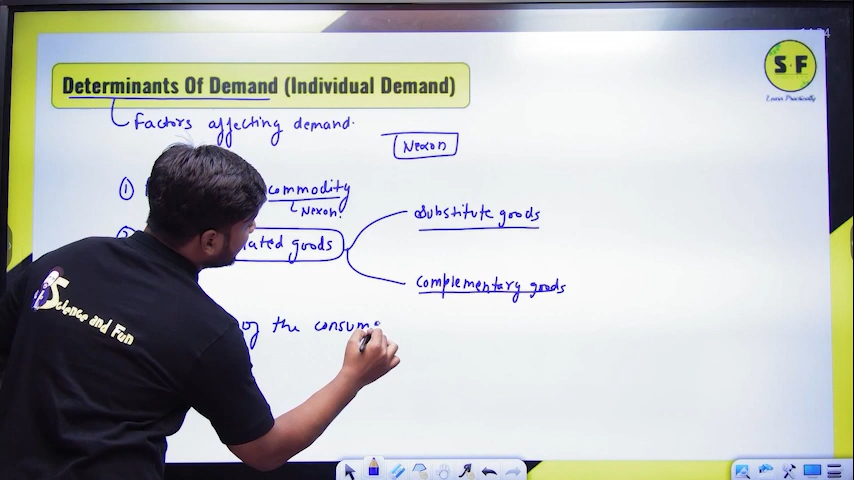 Determinants Of Demand (Individual Demand)
Factors affecting demand.
Nexon
①
commodity
Nexon.
Substitute goods
goods
Complementary goods
of the consume
S F
Learn Practically
Science and Fun